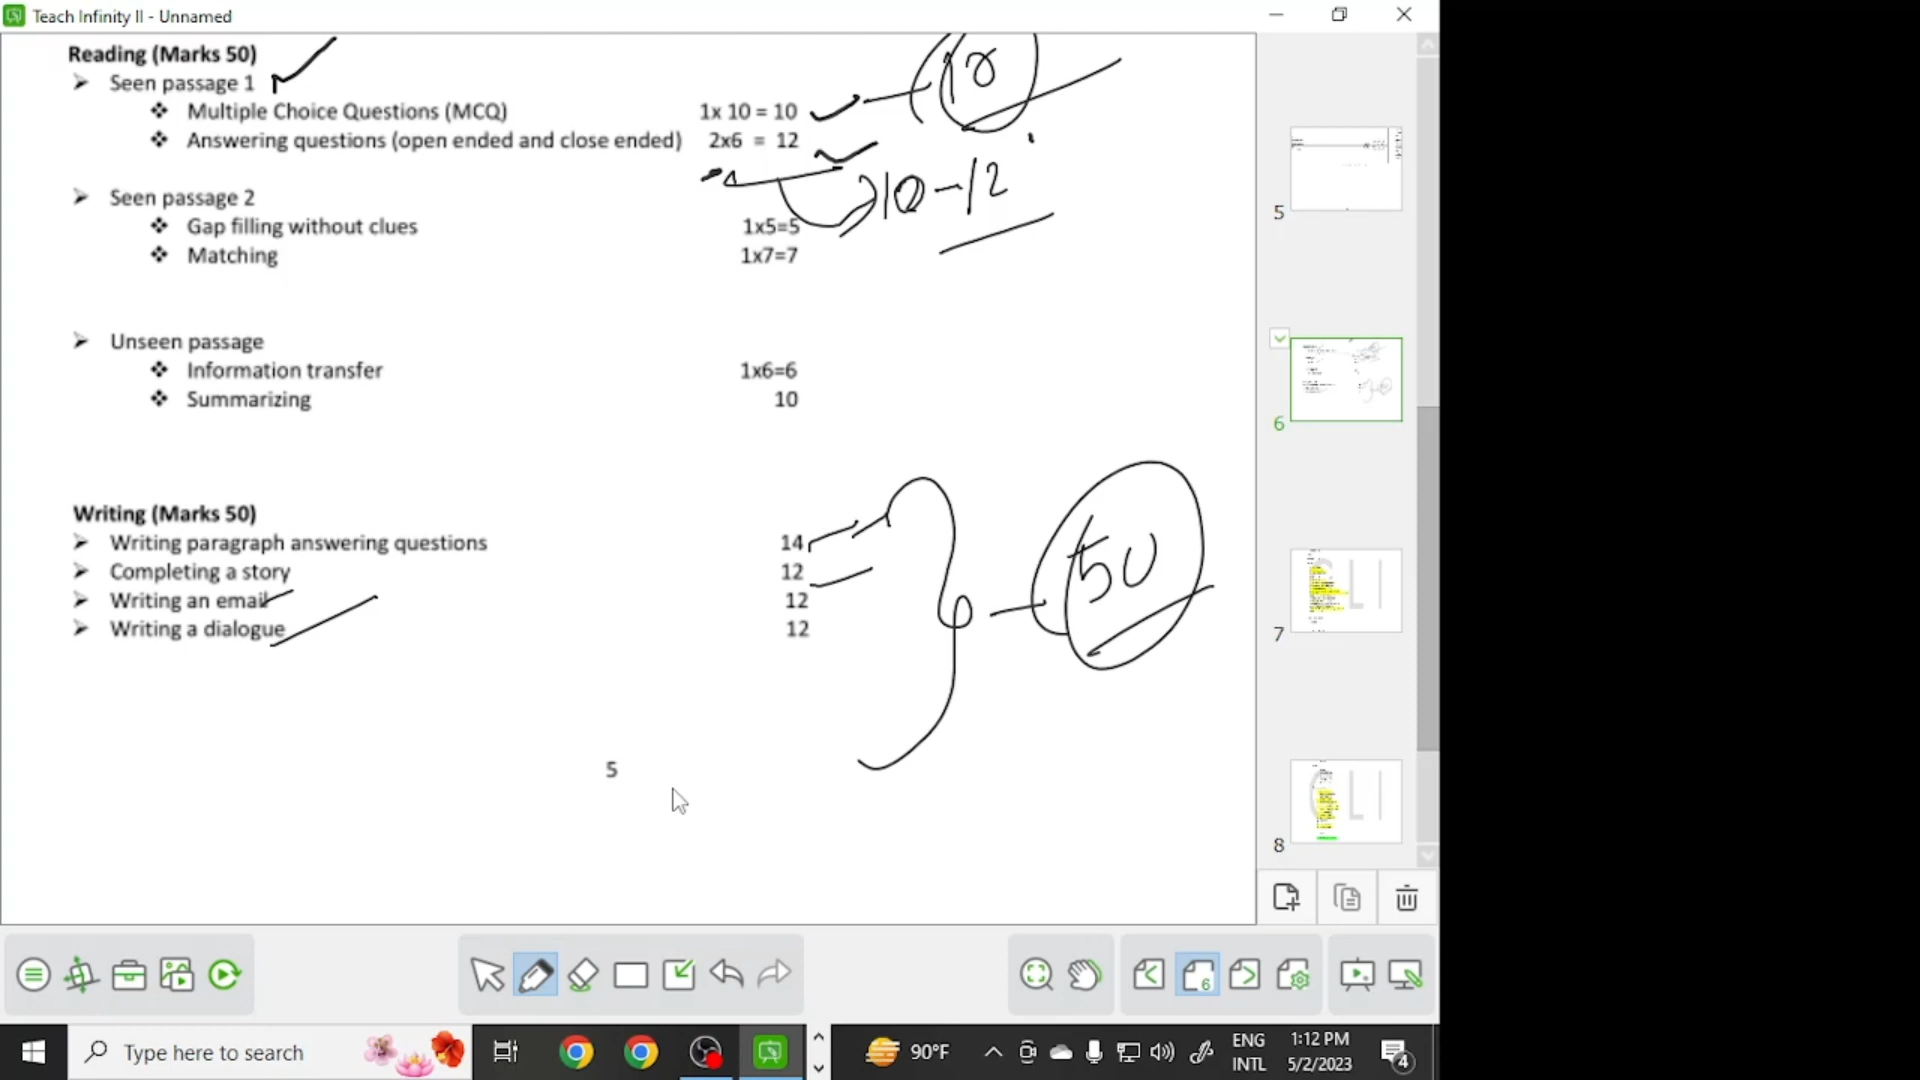 Teach Infinity II - Unnamed
Reading (Marks 50)
➢ Seen passage 1
❖ Multiple Choice Questions (MCQ) 1x 10 = 10
❖ Answering questions (open ended and close ended) 2x6 = 12
10-12
➢ Seen passage 2
❖ Gap filling without clues 1x5=5
❖ Matching 1x7=7
➢ Unseen passage
❖ Information transfer 1x6=6
❖ Summarizing 10
Writing (Marks 50)
➢ Writing paragraph answering questions 14
➢ Completing a story 12
➢ Writing an email 12
➢ Writing a dialogue 12
50
5
5
6
7
8
6
Type here to search
90°F
ENG
INTL
1:12 PM
5/2/2023
4